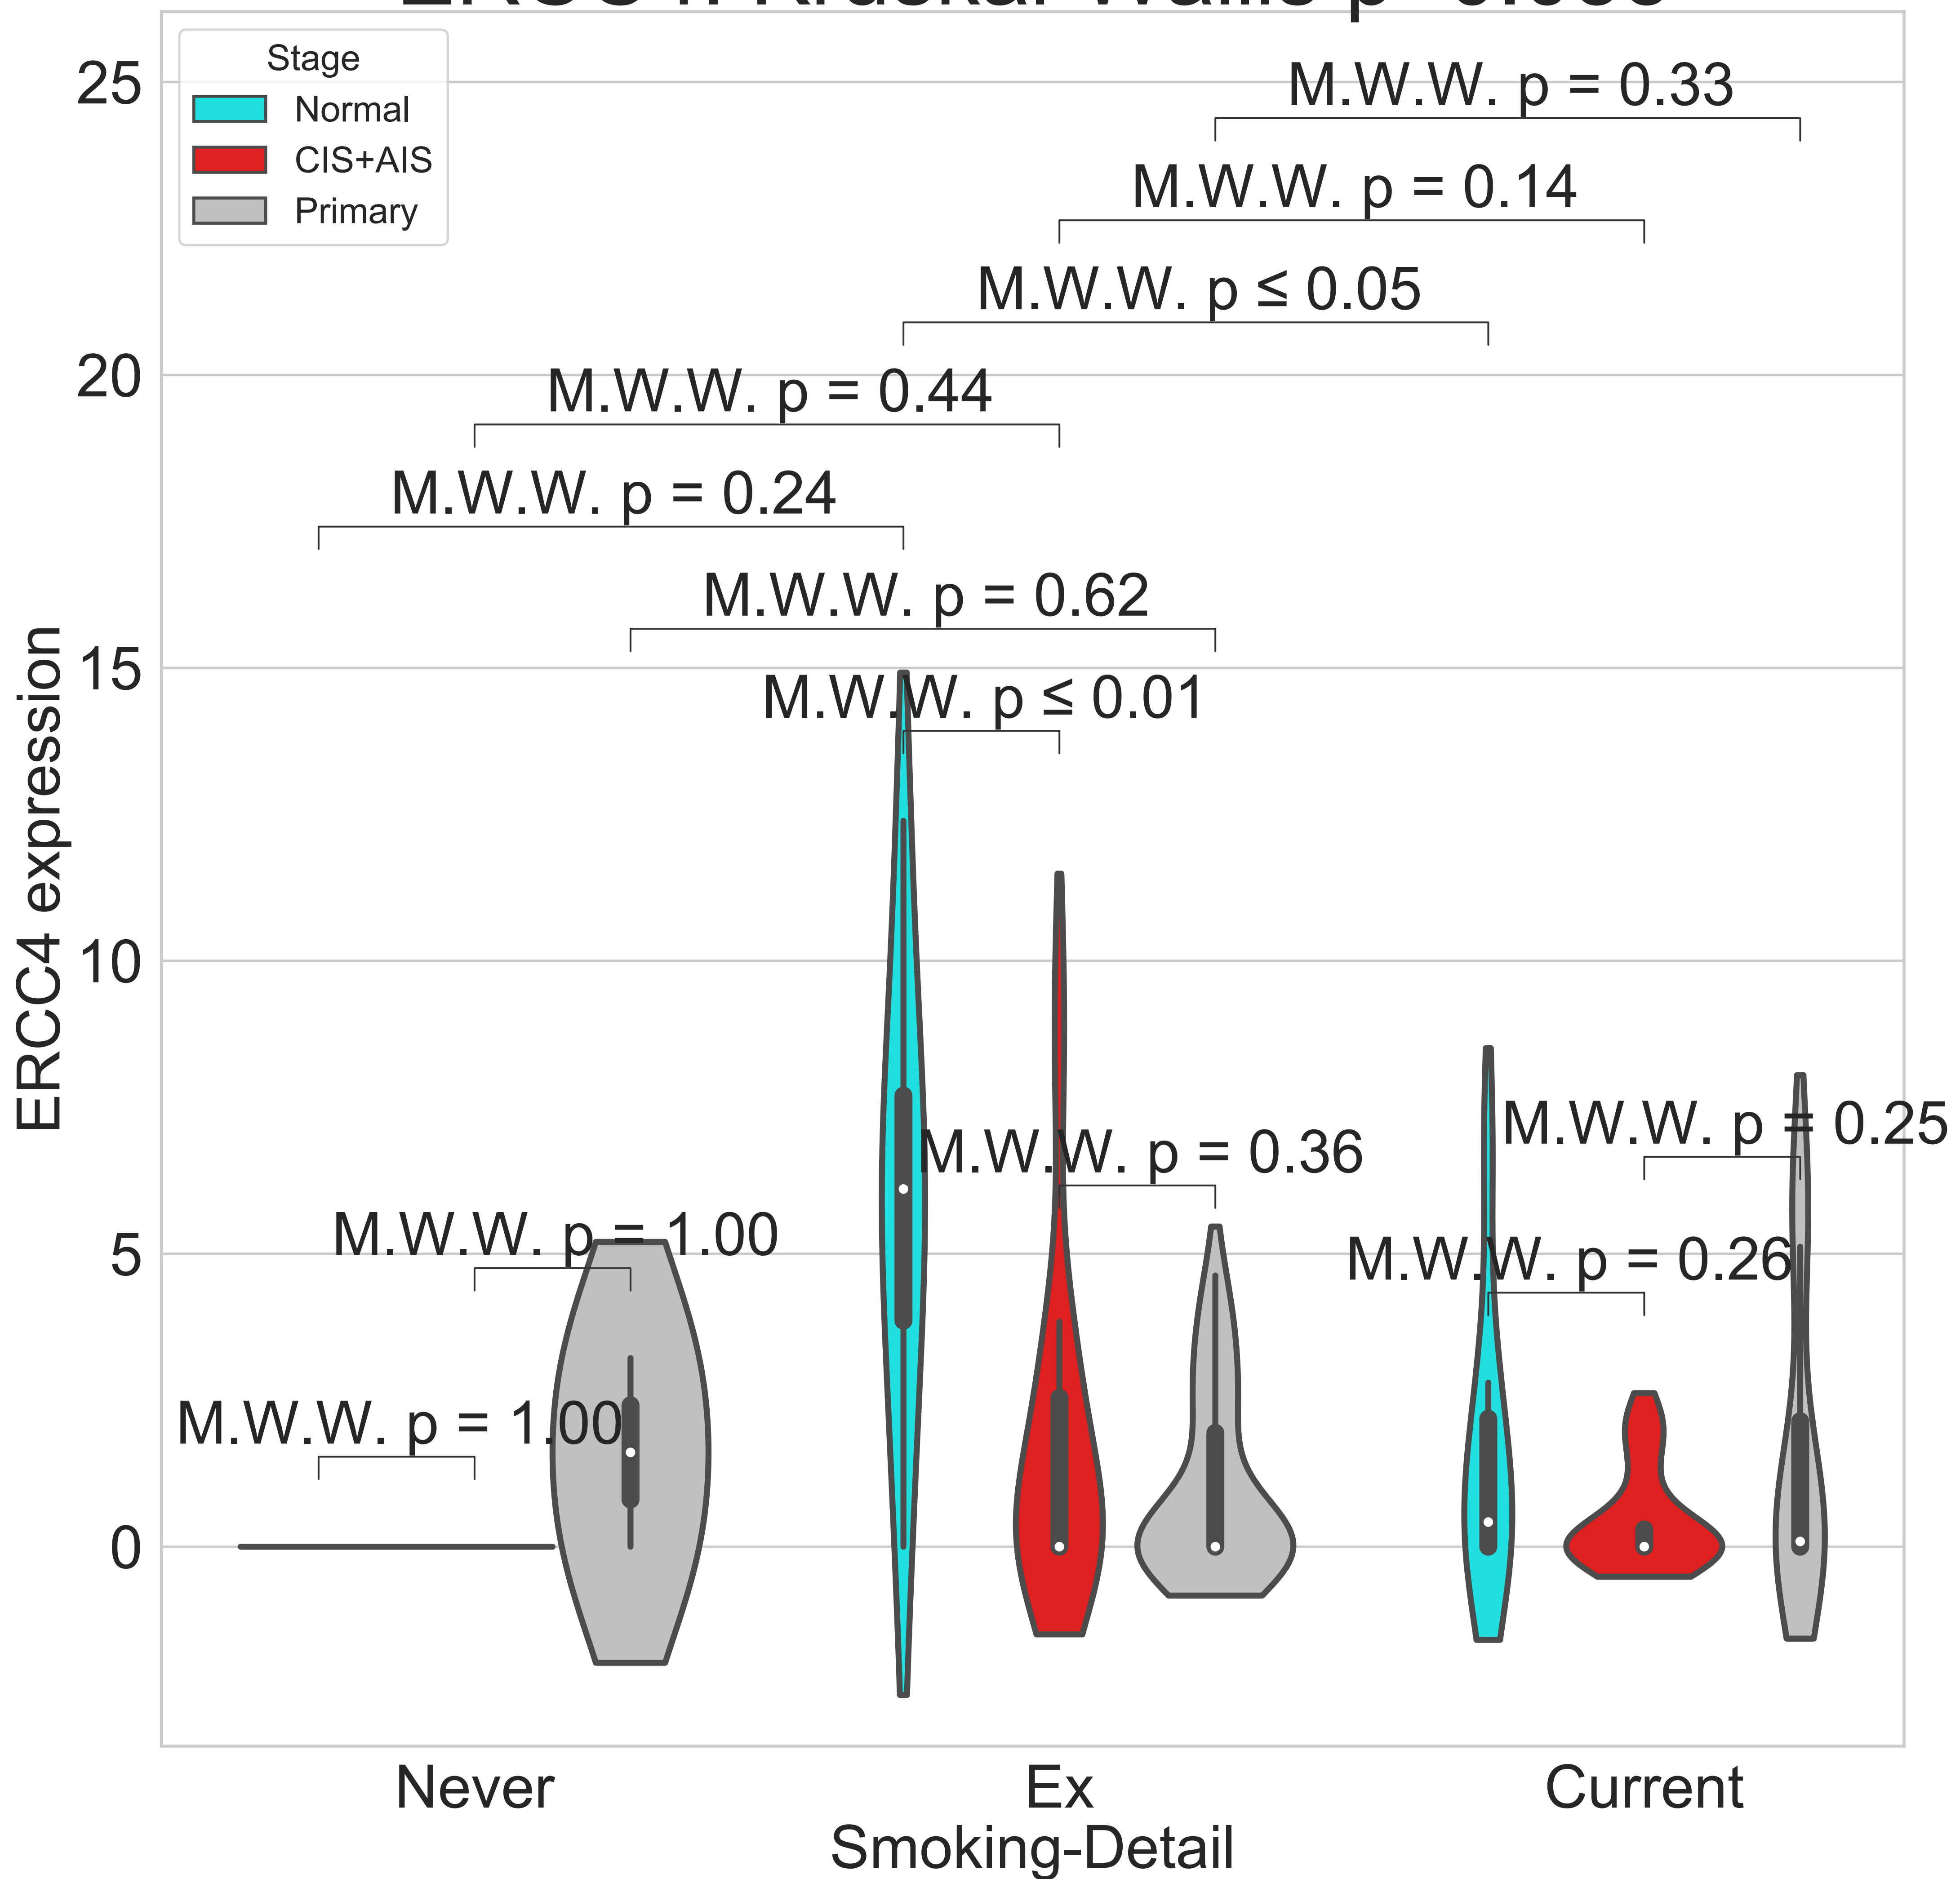 25
20
15
10
5
0
ERCC4 expression
Stage
Normal
CIS+AIS
Primary
M.W.W. p = 0.33
M.W.W. p = 0.14
M.W.W. p ≤ 0.05
M.W.W. p = 0.44
M.W.W. p = 0.24
M.W.W. p = 0.62
M.W.W. p ≤ 0.01
M.W.W. p = 0.25
M.W.W. p = 0.36
M.W.W. p = 1.00
M.W.W. p = 0.26
M.W.W. p = 1.00
Never
Ex
Current
Smoking-Detail